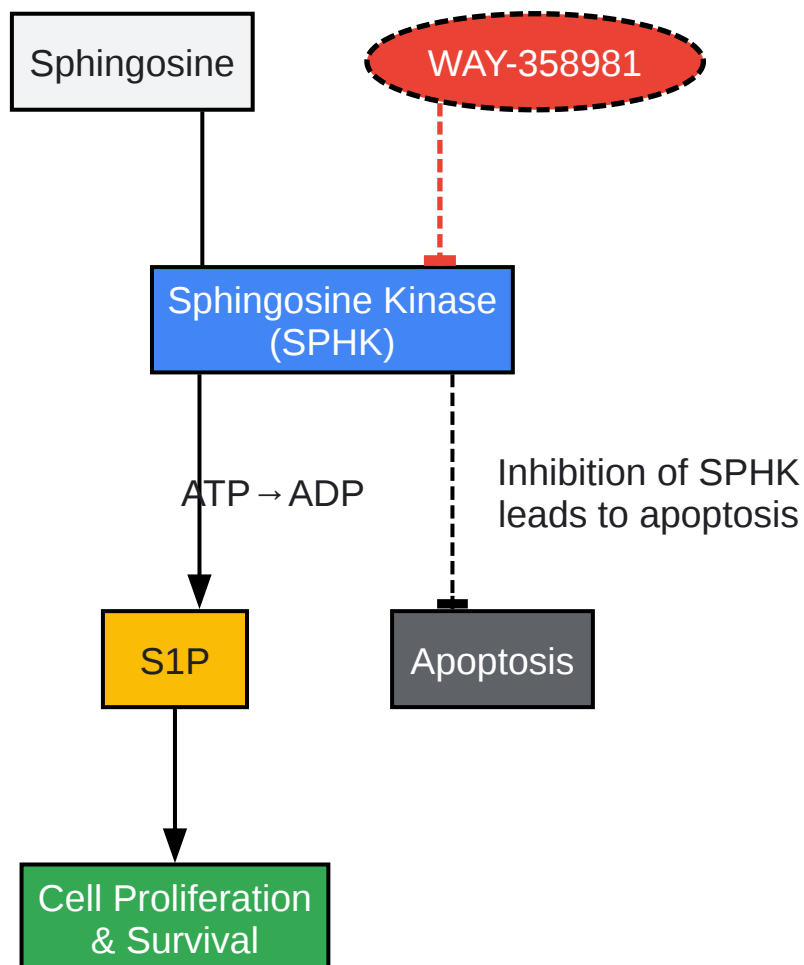 Sphingosine
WAY-358981
Sphingosine Kinase
(SPHK)
ATP→ADP
Inhibition of SPHK
leads to apoptosis
S1P
Apoptosis
Cell Proliferation
& Survival